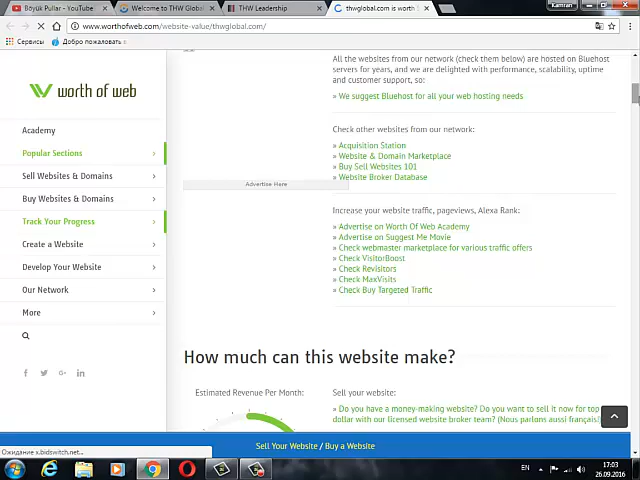 Böyük Pullar - YouTube
Welcome to THW Global
THW Leadership
thwglobal.com is worth $
Kamran
www.worthofweb.com/website-value/thwglobal.com/
Сервисы
Добро пожаловать
worth of web
Academy
Popular Sections
Sell Websites & Domains
Buy Websites & Domains
Track Your Progress
Create a Website
Develop Your Website
Our Network
More
All the websites from our network (check them below) are hosted on Bluehost
servers for years, and we are delighted with performance, scalability, uptime
and customer support, so:
» We suggest Bluehost for all your web hosting needs
Check other websites from our network:
» Acquisition Station
» Website & Domain Marketplace
» Buy Sell Websites 101
» Website Broker Database
Advertise Here
Increase your website traffic, pageviews, Alexa Rank:
» Advertise on Worth Of Web Academy
» Advertise on Suggest Me Movie
» Check webmaster marketplace for various traffic offers
» Check VisitorBoost
» Check Revisitors
» Check MaxVisits
» Check Buy Targeted Traffic
How much can this website make?
Estimated Revenue Per Month:
Sell your website:
» Do you have a money-making website? Do you want to sell it now for top
dollar with our licensed website broker team? (Nous parlons aussi français!)
Sell Your Website / Buy a Website
Ожидание x.bidswitch.net...
EN
17:03
26.09.2016